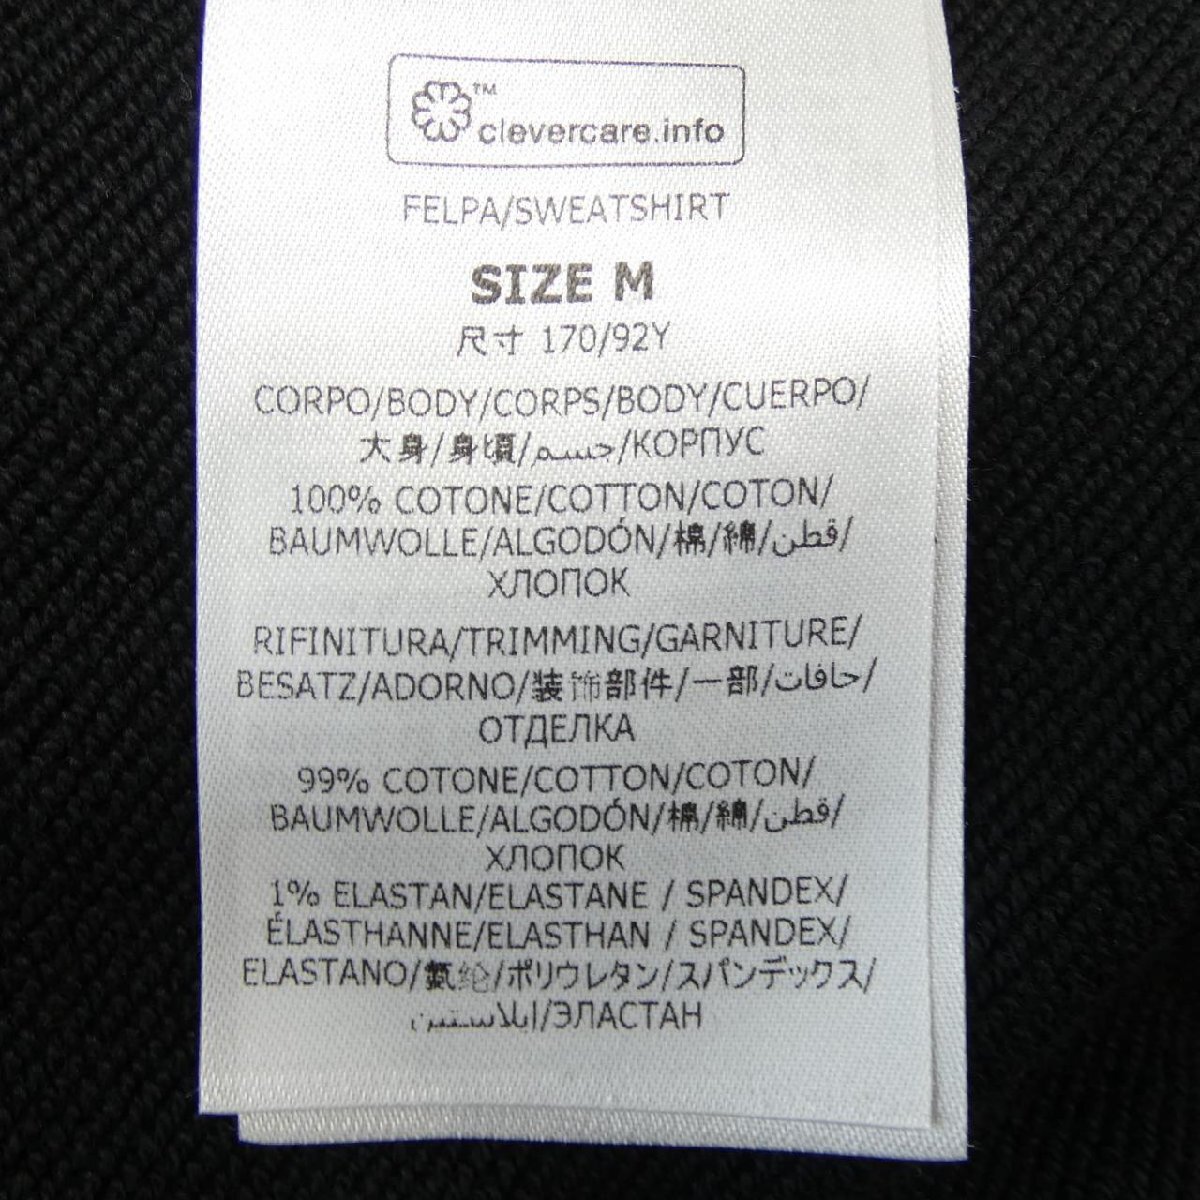 ™
clevercare.info
FELPA/SWEATSHIRT
SIZE M
尺寸 170/92Y
CORPO/BODY/CORPS/BODY/CUERPO/
大身/身頃/جسم/КОРПУС
100% COTONE/COTTON/COTON/
BAUMWOLLE/ALGODÓN/棉/綿/قطن/
ХЛОПОК
RIFINITURA/TRIMMING/GARNITURE/
BESATZ/ADORNO/装饰部件/一部/حافات/
ОТДЕЛКА
99% COTONE/COTTON/COTON/
BAUMWOLLE/ALGODÓN/棉/綿/قطن/
ХЛОПОК
1% ELASTAN/ELASTANE / SPANDEX/
ÉLASTHANNE/ELASTHAN / SPANDEX/
ELASTANO/氨纶/ポリウレタン/スパンデックス/
ايلاستين/ЭЛАСТАН